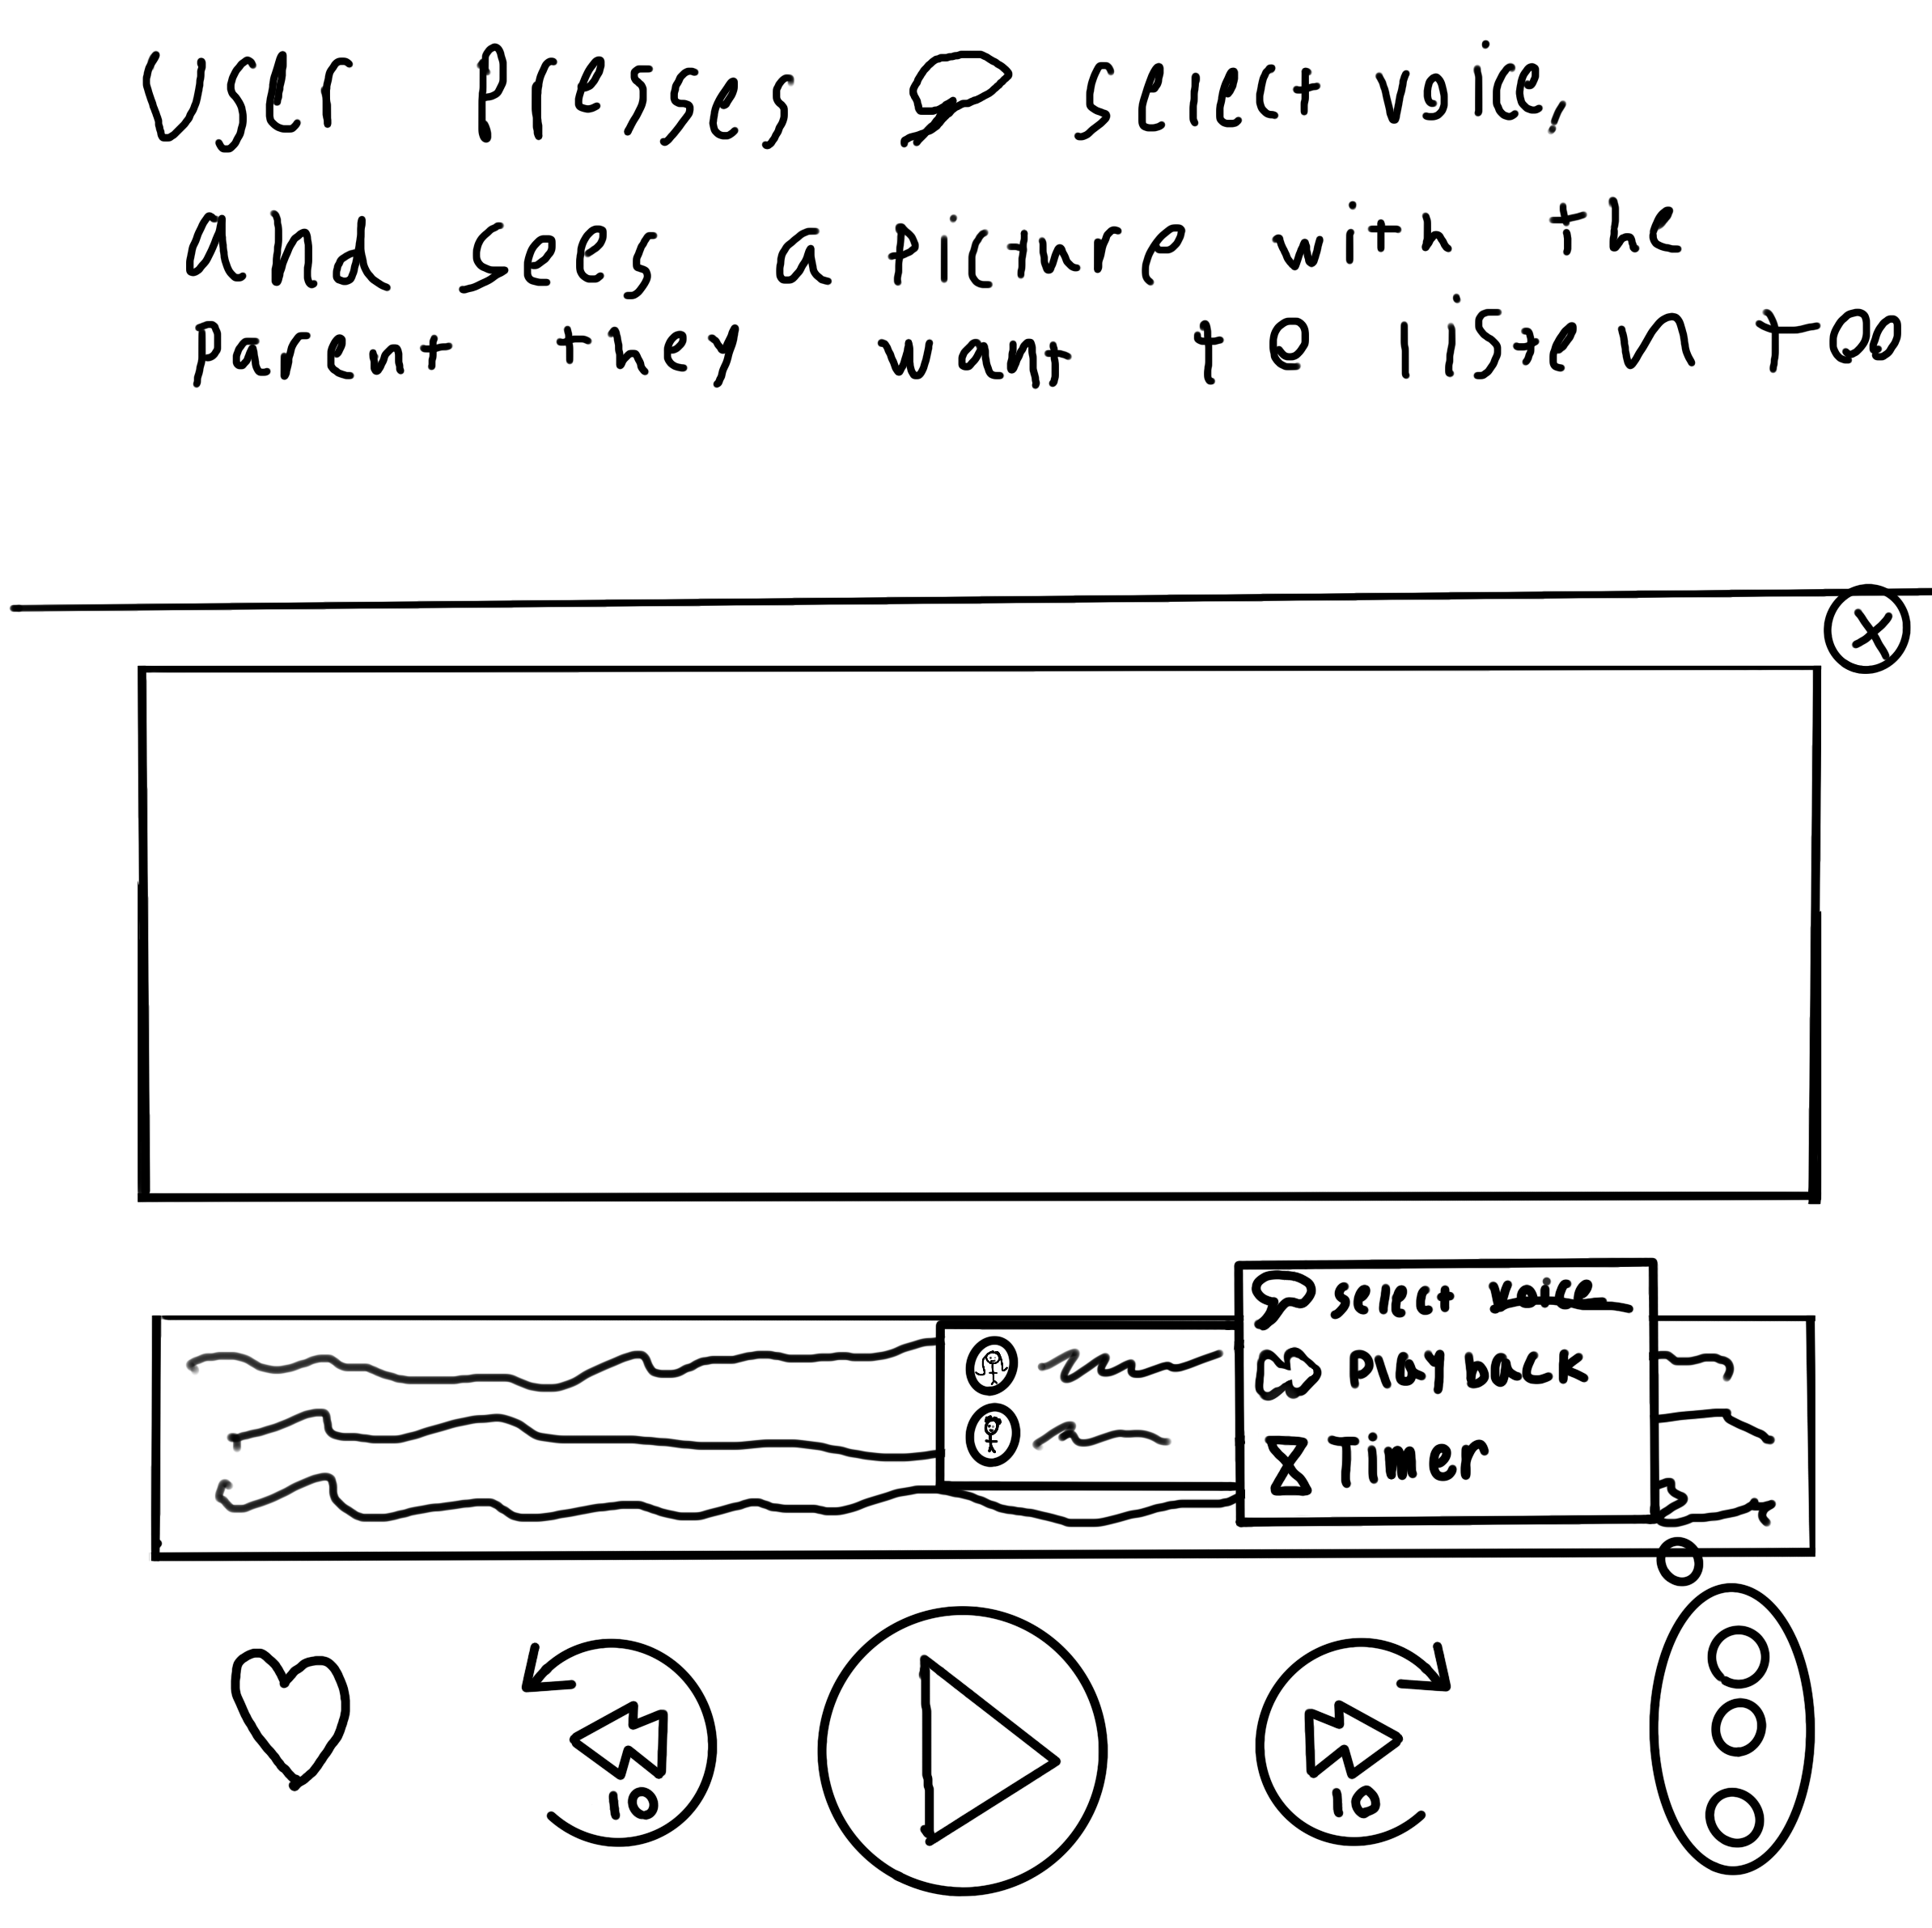 User Presses select voice,
and sees a picture with the
Parent they want to listen too
select voice
Play back
Timer
10
10